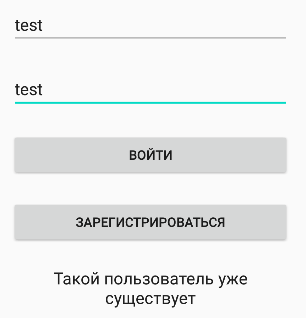 test
test
ВОЙТИ
ЗАРЕГИСТРИРОВАТЬСЯ
Такой пользователь уже
существует